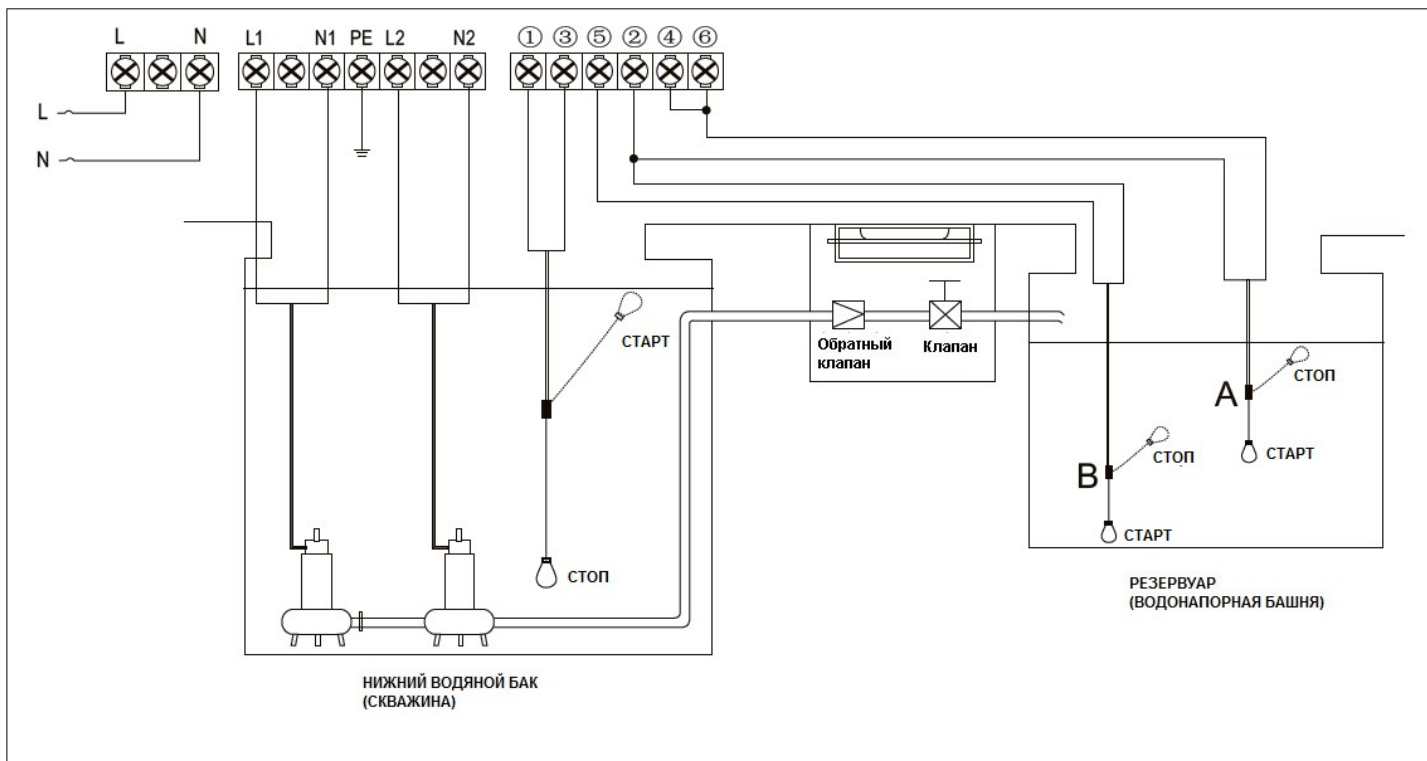 L N L1 N1 PE L2 N2 ① ③ ⑤ ② ④ ⑥
L
N
СТАРТ
Обратный
клапан
Клапан
СТОП
A
СТОП
B
СТАРТ
СТАРТ
СТОП
РЕЗЕРВУАР
(ВОДОНАПОРНАЯ БАШНЯ)
НИЖНИЙ ВОДЯНОЙ БАК
(СКВАЖИНА)